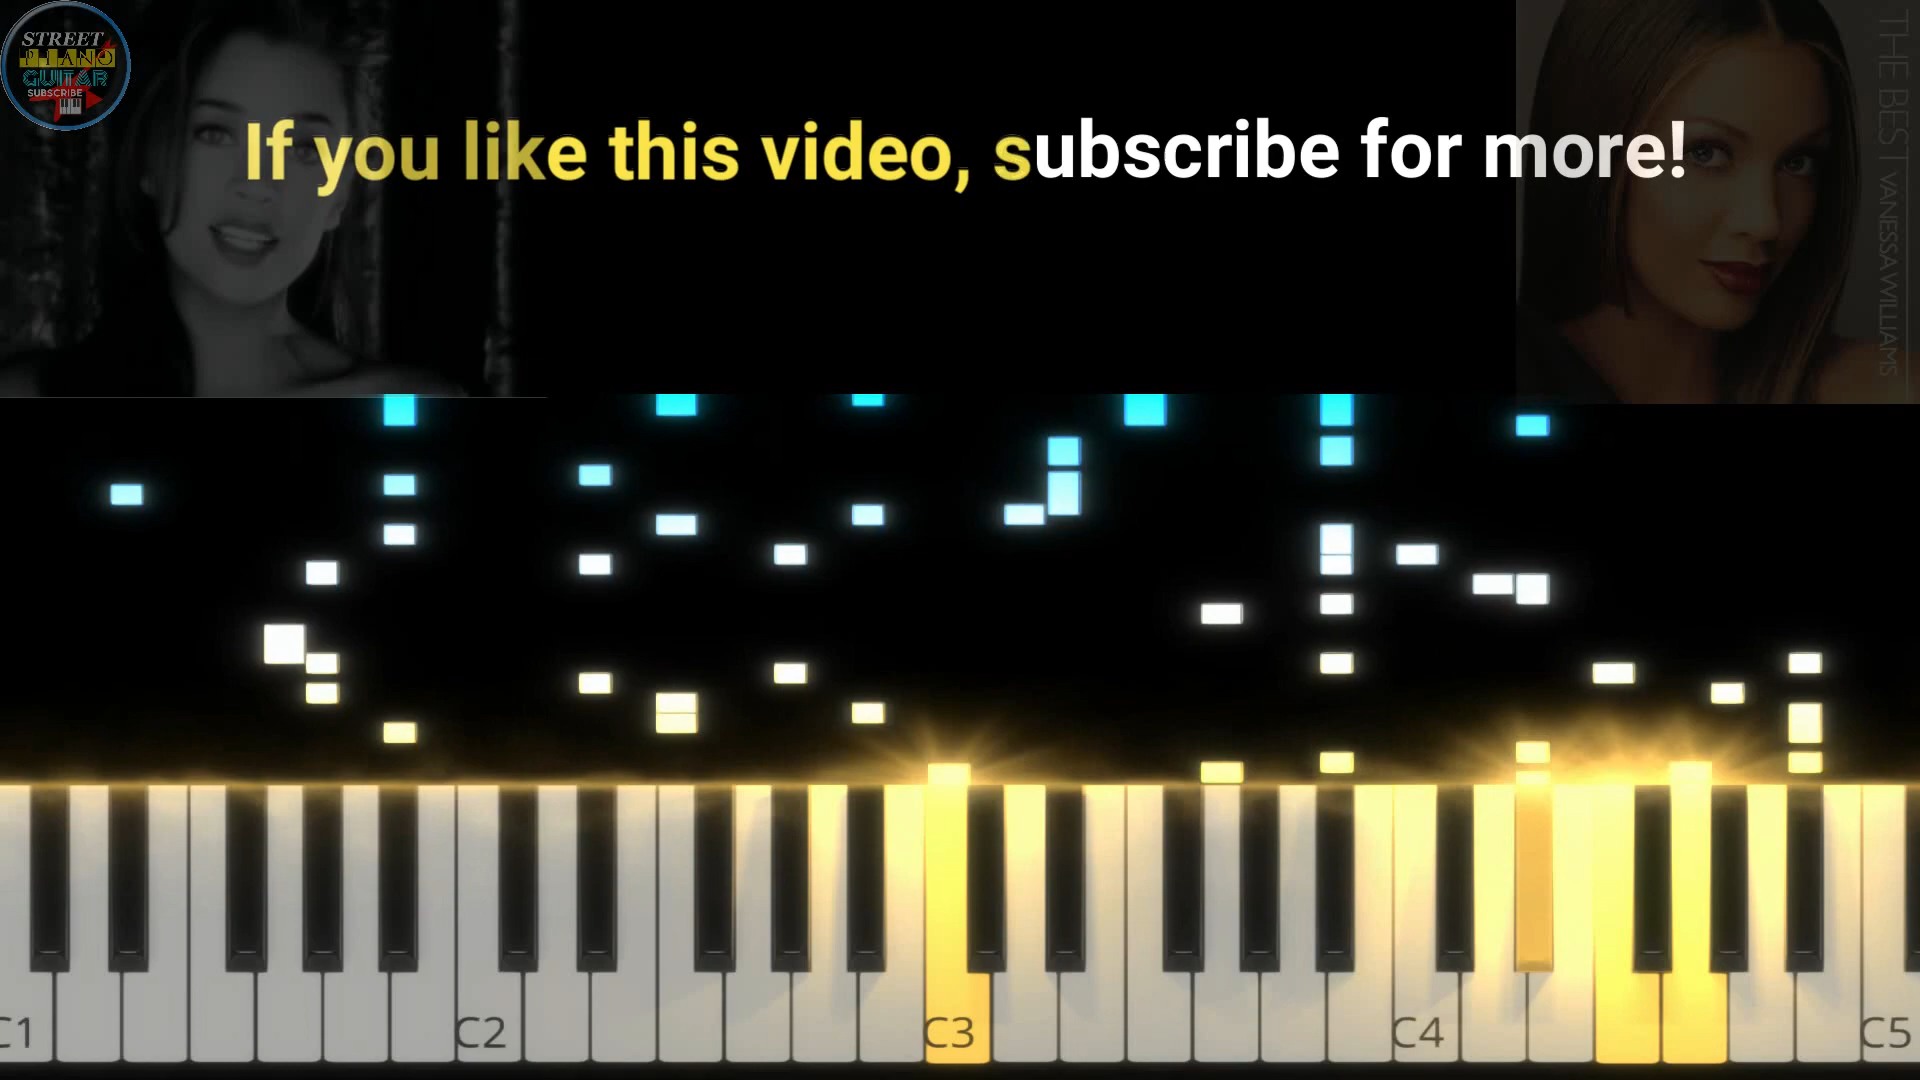 STREET
PIANO
GUITAR
SUBSCRIBE
If you like this video, subscribe for more!
THE BEST VANESSA WILLIAMS
C1
C2
C3
C4
C5